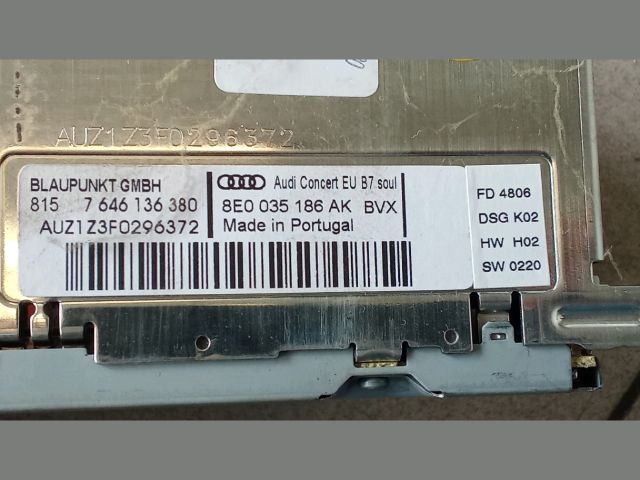 AUZ1Z3F0296372
BLAUPUNKT GMBH
815 7 646 136 380
AUZ1Z3F0296372
Audi Concert EU B7 soul
8E0 035 186 AK BVX
Made in Portugal
FD 4806
DSG K02
HW H02
SW 0220